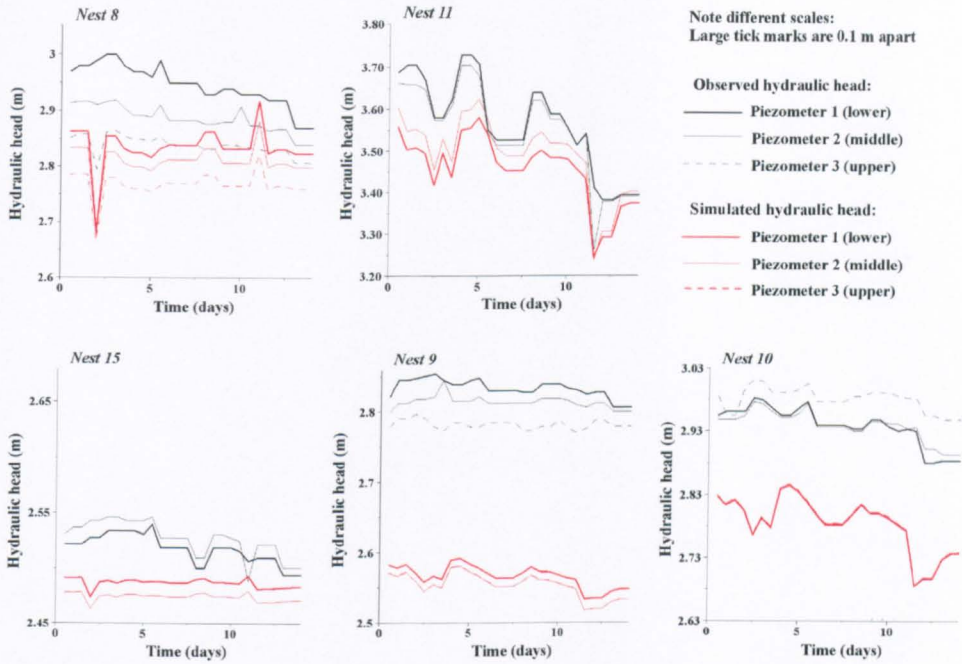 Nest 8
Hydraulic head (m)
3
2.9
2.8
2.7
2.6
0
5
10
Time (days)
Nest 11
Hydraulic head (m)
3.80
3.70
3.60
3.50
3.40
3.30
3.20
0
5
10
Time (days)
Note different scales:
Large tick marks are 0.1 m apart
Observed hydraulic head:
Piezometer 1 (lower)
Piezometer 2 (middle)
Piezometer 3 (upper)
Simulated hydraulic head:
Piezometer 1 (lower)
Piezometer 2 (middle)
Piezometer 3 (upper)
Nest 15
Hydraulic head (m)
2.65
2.55
2.45
0
5
10
Time (days)
Nest 9
Hydraulic head (m)
2.8
2.7
2.6
2.5
0
5
10
Time (days)
Nest 10
Hydraulic head (m)
3.03
2.93
2.83
2.73
2.63
0
5
10
Time (days)